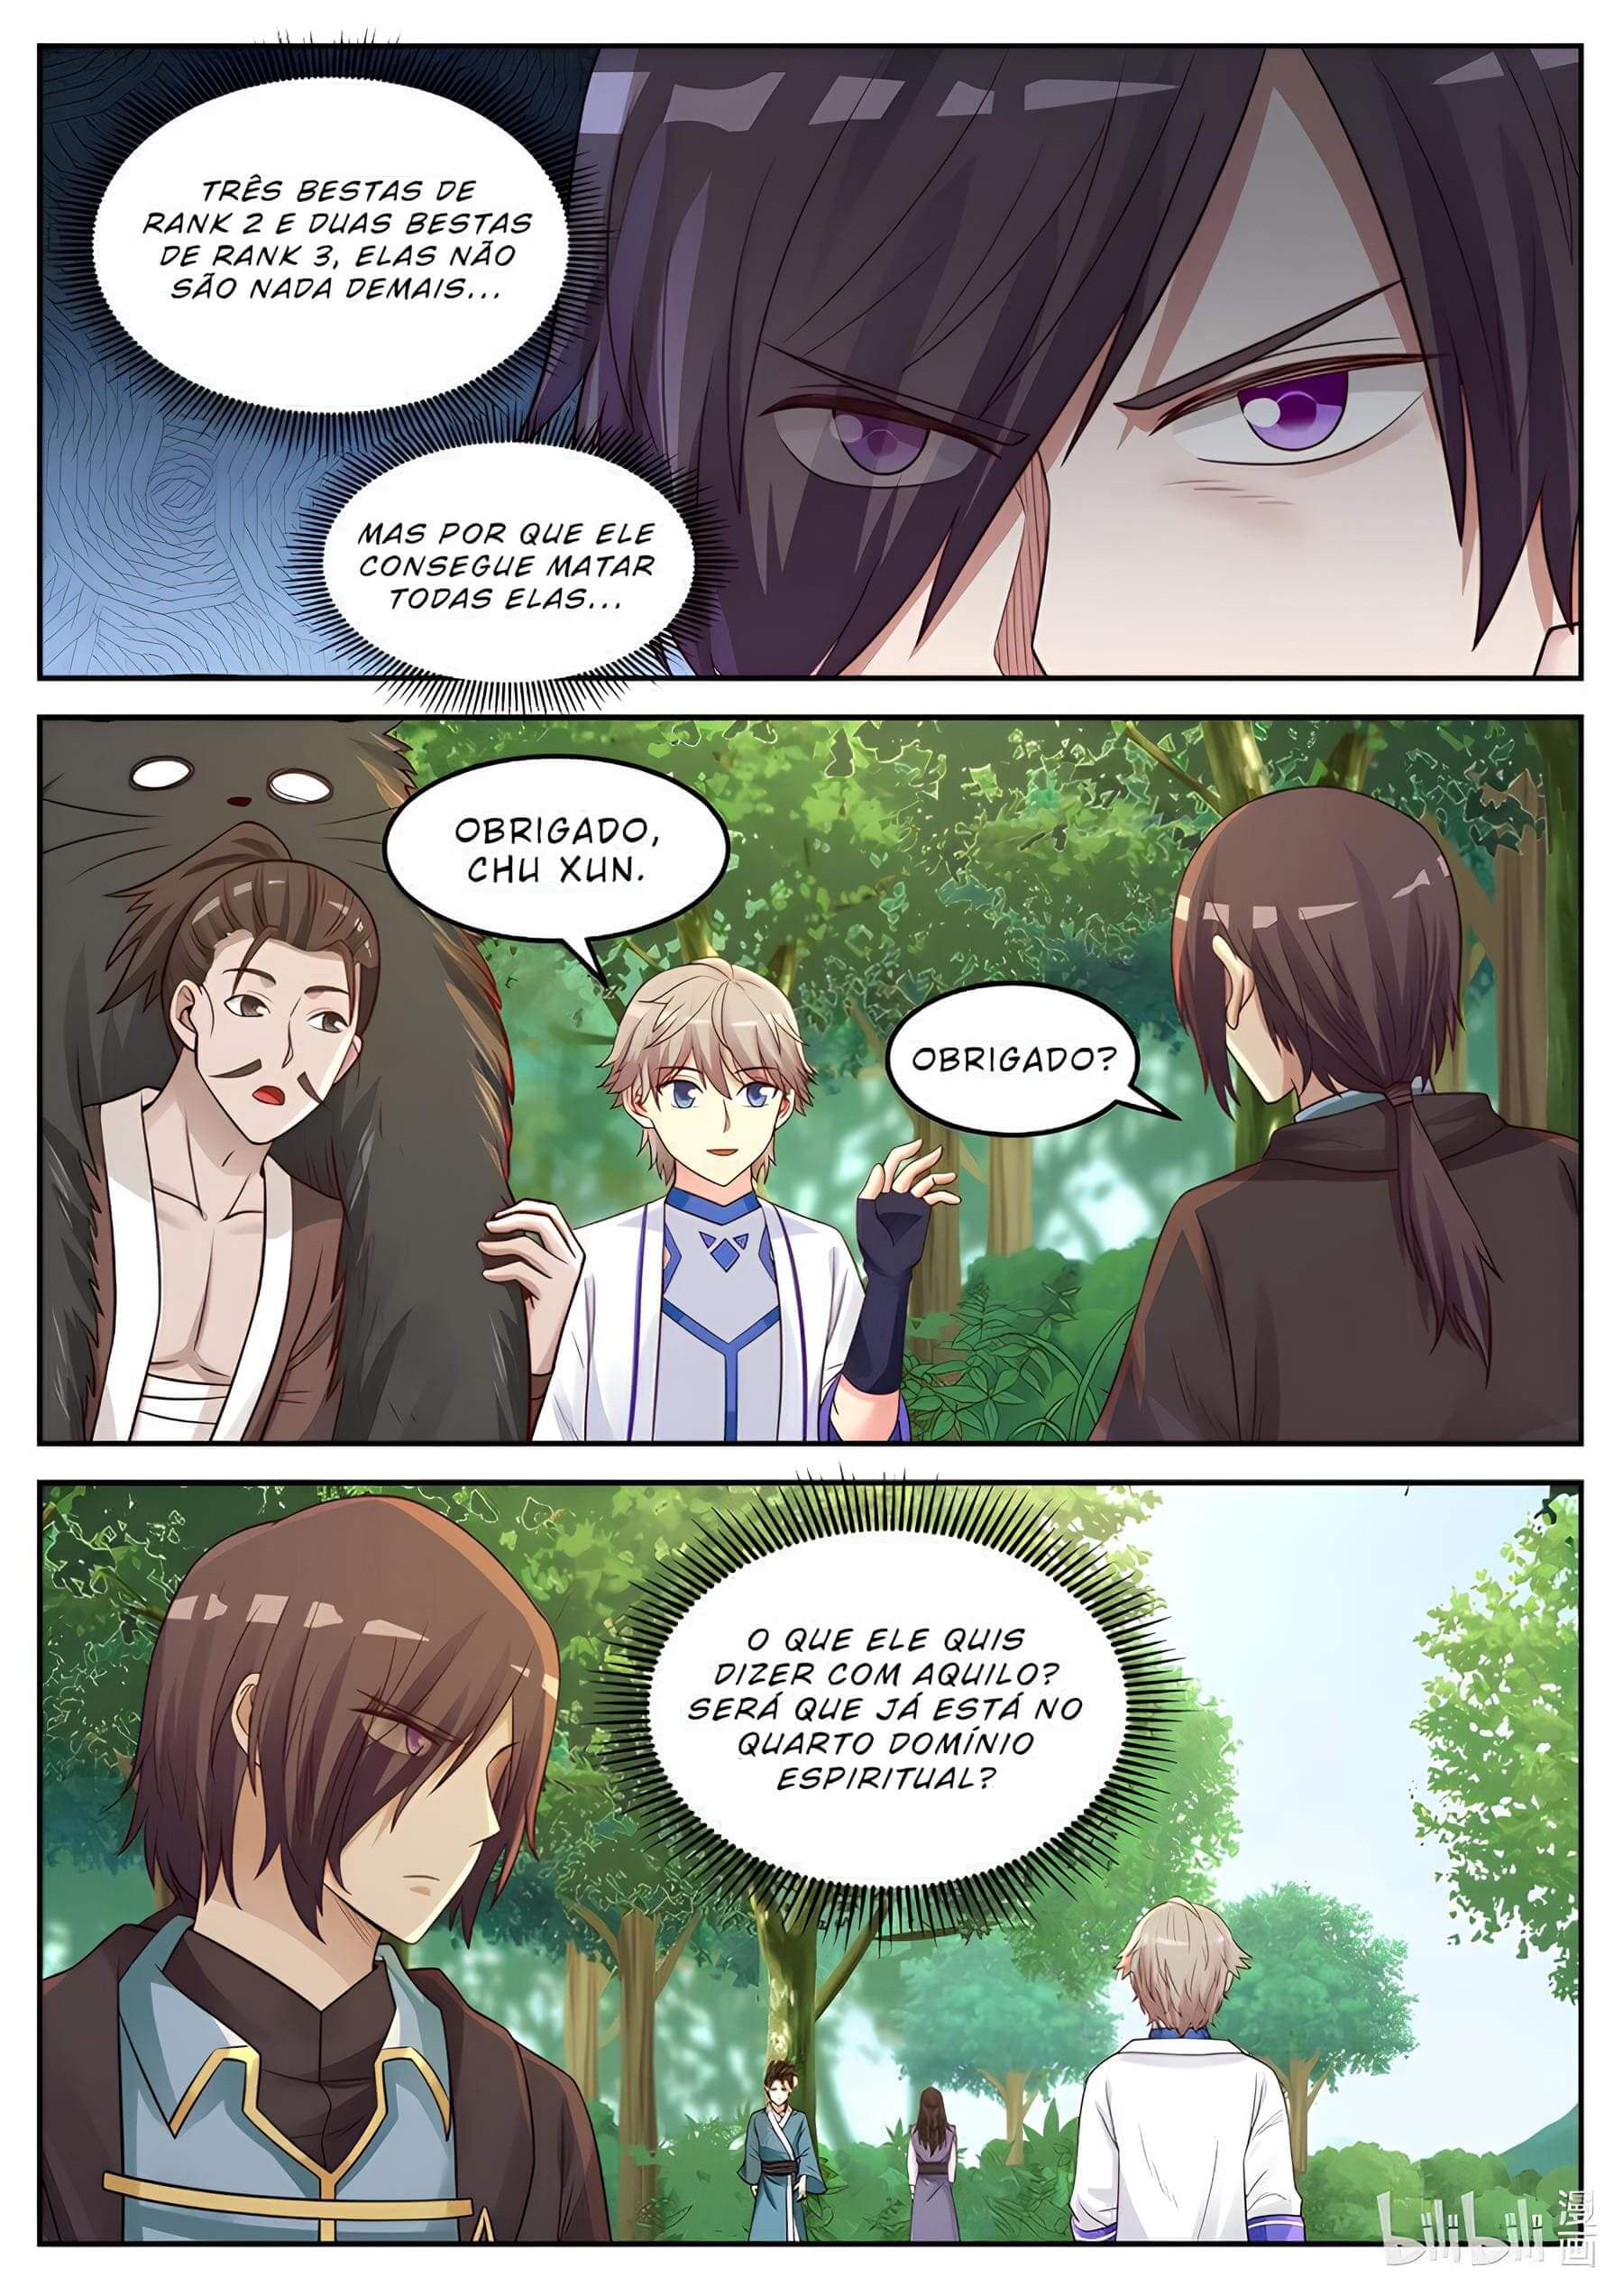 TRÊS BESTAS DE
RANK 2 E DUAS BESTAS
DE RANK 3, ELAS NÃO
SÃO NADA DEMAIS...
MAS POR QUE ELE
CONSEGUE MATAR
TODAS ELAS...
OBRIGADO,
CHU XUN.
OBRIGADO?
O QUE ELE QUIS
DIZER COM AQUILO?
SERÁ QUE JÁ ESTÁ NO
QUARTO DOMÍNIO
ESPIRITUAL?
bilibili 漫画